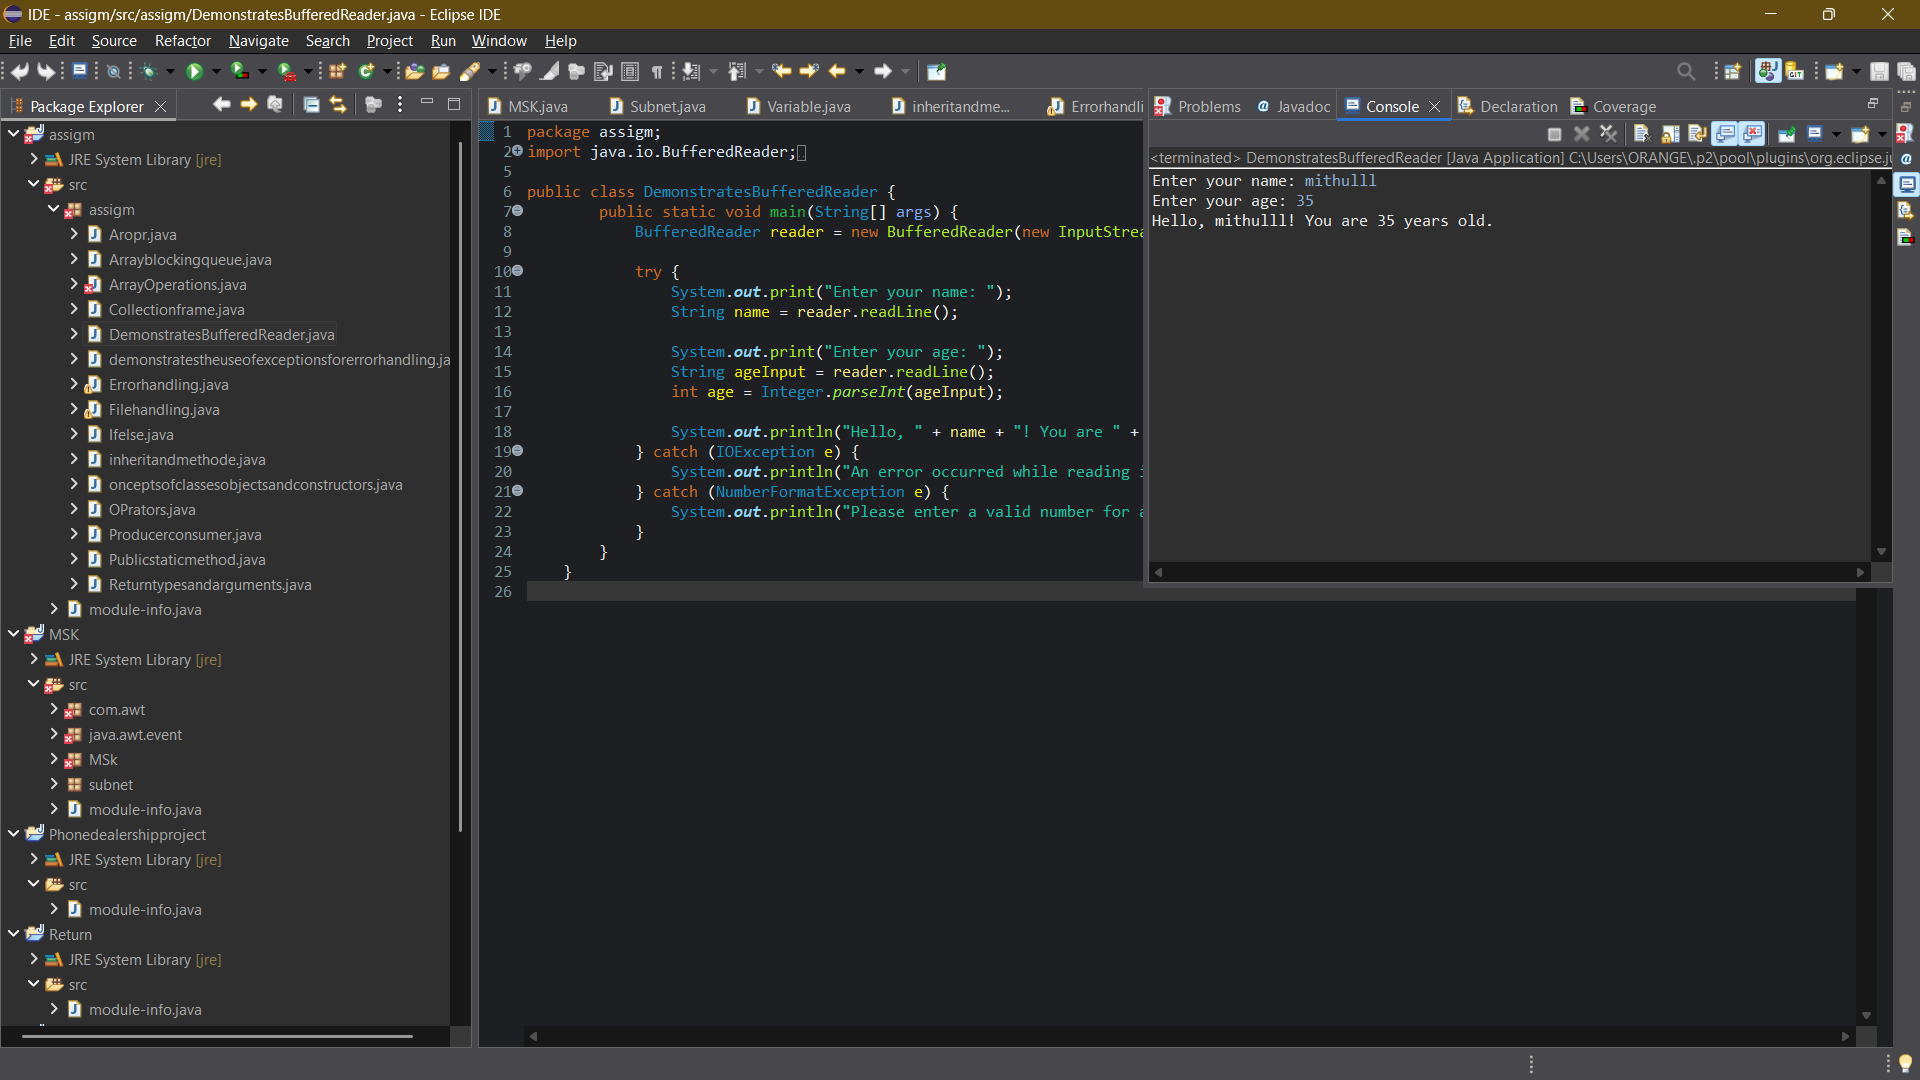 IDE - assigm/src/assigm/DemonstratesBufferedReader.java - Eclipse IDE
File Edit Source Refactor Navigate Search Project Run Window Help
Package Explorer
assigm
JRE System Library [jre]
src
assigm
Aropr.java
Arrayblockingqueue.java
ArrayOperations.java
Collectionframe.java
DemonstratesBufferedReader.java
demonstratestheuseofexceptionsforerrorhandling.ja
Errorhandling.java
Filehandling.java
Ifelse.java
inheritandmethode.java
onceptsofclassesobjectsandconstructors.java
OPrators.java
Producerconsumer.java
Publicstaticmethod.java
Returntypesandarguments.java
module-info.java
MSK
JRE System Library [jre]
src
com.awt
java.awt.event
MSk
subnet
module-info.java
Phonedealershipproject
JRE System Library [jre]
src
module-info.java
Return
JRE System Library [jre]
src
module-info.java
MSK.java Subnet.java Variable.java inheritandme... Errorhandli
1 package assigm;
2 import java.io.BufferedReader;
5
6 public class DemonstratesBufferedReader {
7 public static void main(String[] args) {
8 BufferedReader reader = new BufferedReader(new InputStrea
9
10 try {
11 System.out.print("Enter your name: ");
12 String name = reader.readLine();
13
14 System.out.print("Enter your age: ");
15 String ageInput = reader.readLine();
16 int age = Integer.parseInt(ageInput);
17
18 System.out.println("Hello, " + name + "! You are " +
19 } catch (IOException e) {
20 System.out.println("An error occurred while reading
21 } catch (NumberFormatException e) {
22 System.out.println("Please enter a valid number for
23 }
24 }
25 }
26
Problems @ Javadoc Console Declaration Coverage
<terminated> DemonstratesBufferedReader [Java Application] C:\Users\ORANGE\.p2\pool\plugins\org.eclipse.ju
Enter your name: mithulll
Enter your age: 35
Hello, mithulll! You are 35 years old.